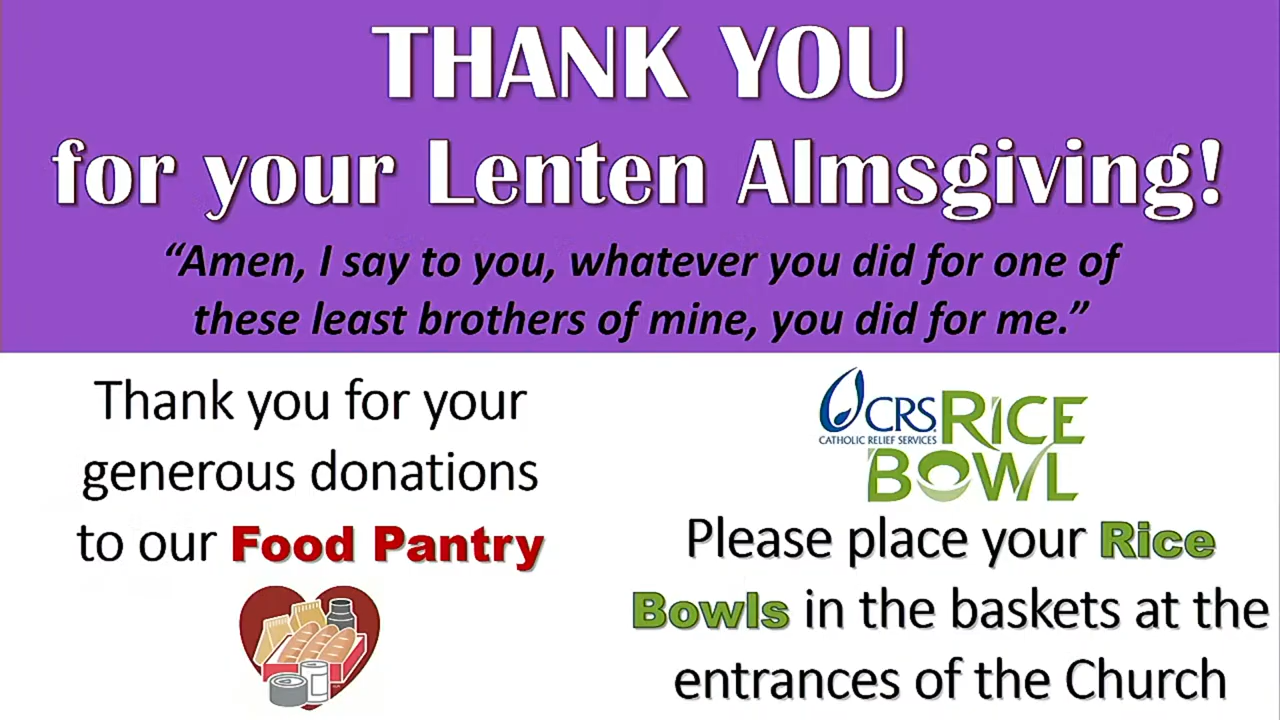 THANK YOU
for your Lenten Almsgiving!
“Amen, I say to you, whatever you did for one of
these least brothers of mine, you did for me.”
Thank you for your
generous donations
to our Food Pantry
CRS RICE
CATHOLIC RELIEF SERVICES
BOWL
Please place your Rice
Bowls in the baskets at the
entrances of the Church